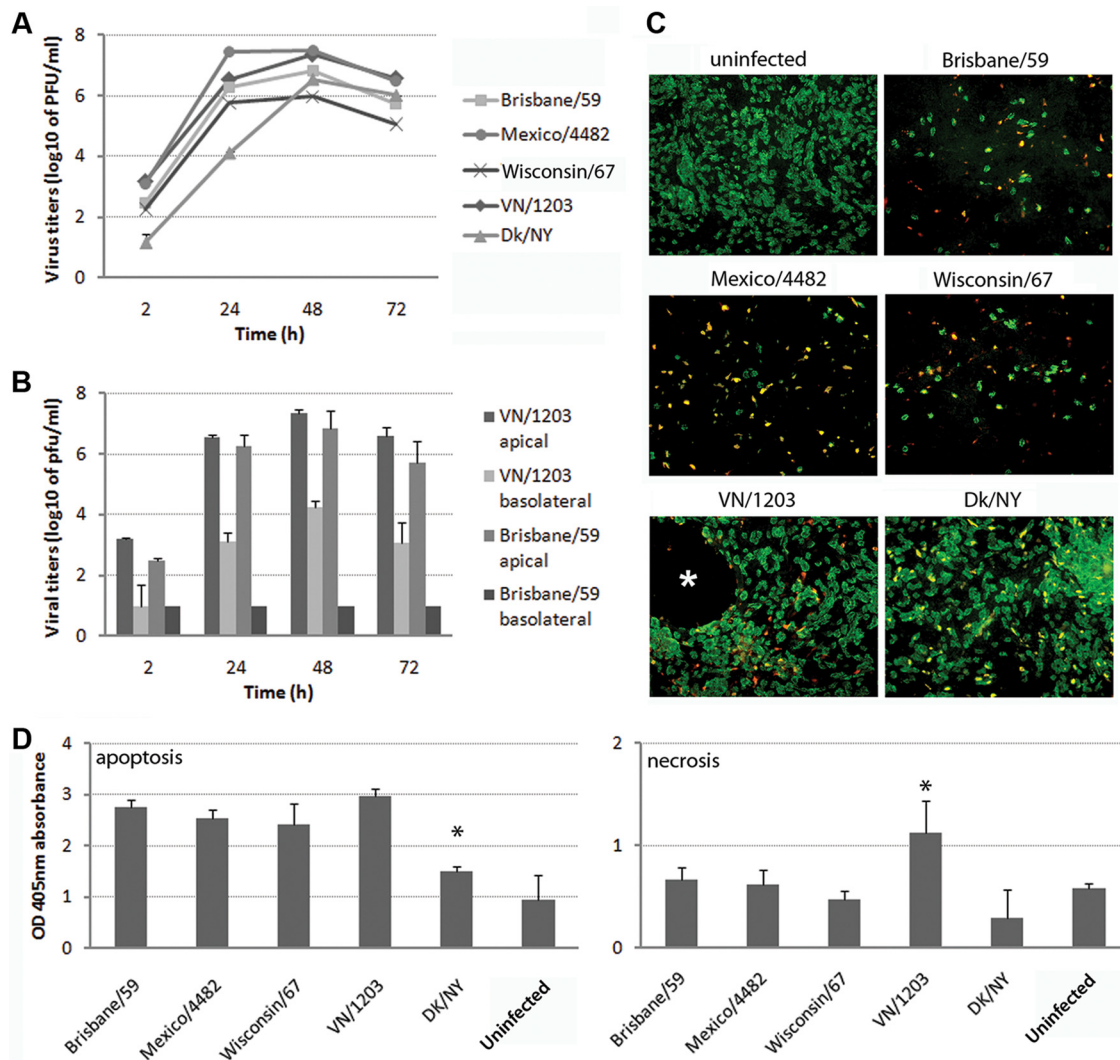 A
Virus titers (log10 of PFU/ml)
8
6
4
2
0
2
24
48
72
Time (h)
Brisbane/59
Mexico/4482
Wisconsin/67
VN/1203
Dk/NY
B
Viral titers (log10 of pfu/ml)
8
6
4
2
0
2
24
48
72
Time (h)
VN/1203
apical
VN/1203
basolateral
Brisbane/59
apical
Brisbane/59
basolateral
C
uninfected
Brisbane/59
Mexico/4482
Wisconsin/67
VN/1203
Dk/NY
*
D
OD 405nm absorbance
4
3
2
1
0
apoptosis
*
Brisbane/59
Mexico/4482
Wisconsin/67
VN/1203
DK/NY
Uninfected
2
1
0
necrosis
*
Brisbane/59
Mexico/4482
Wisconsin/67
VN/1203
DK/NY
Uninfected